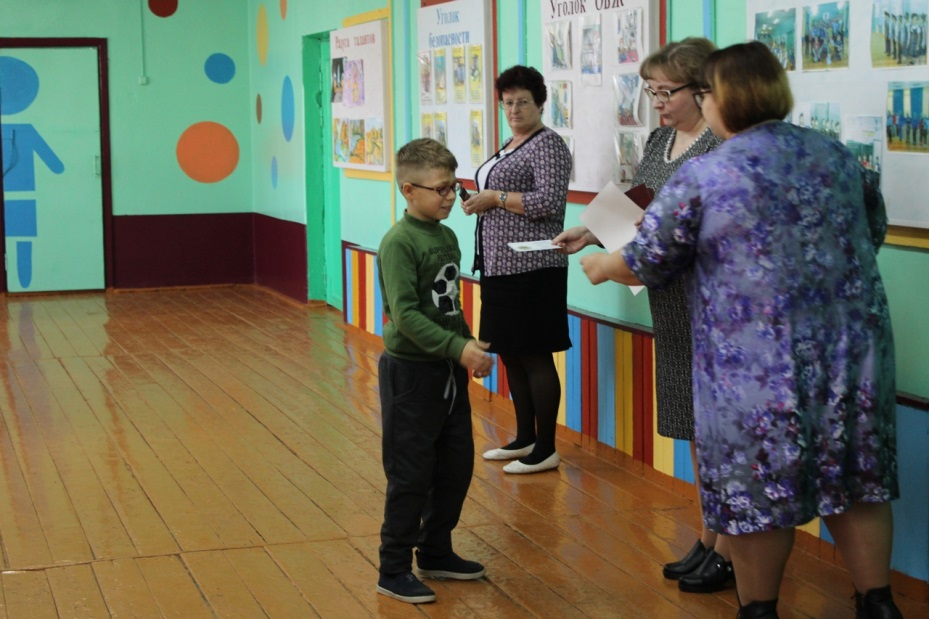 Радуга талантов
Уголок
безопасности
Уголок ОБЖ